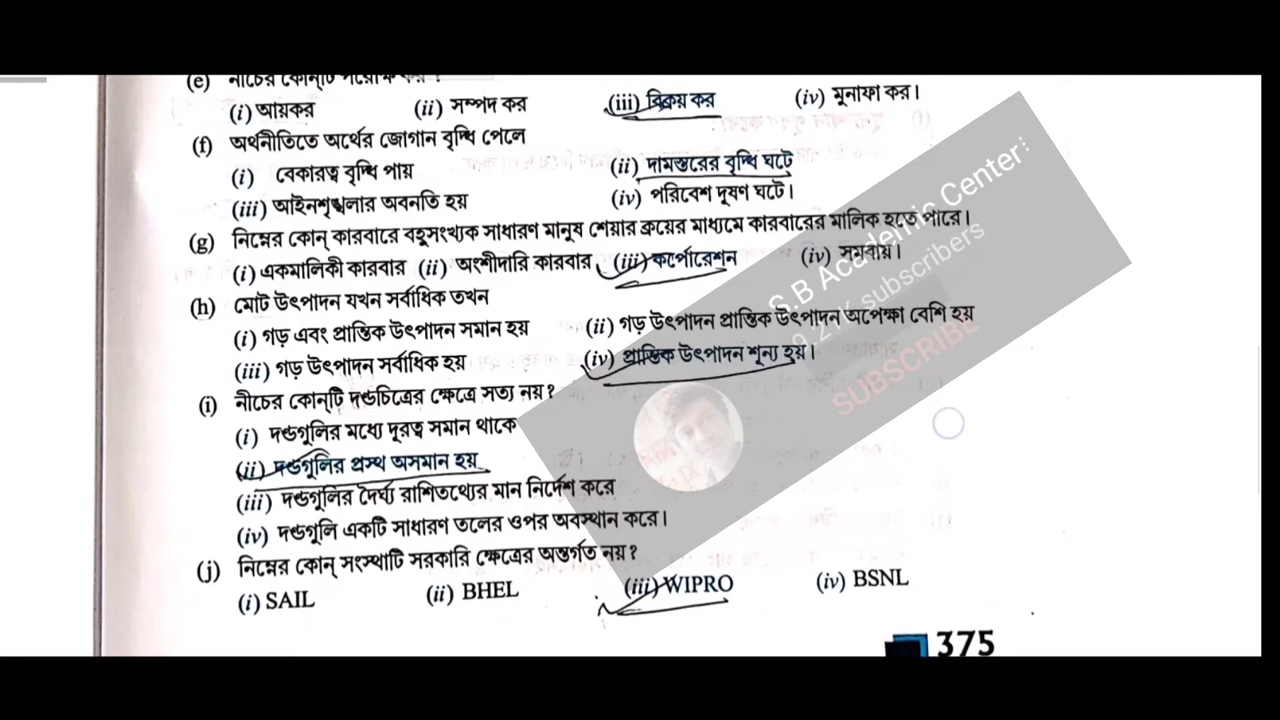 (e) নীচের কোন্‌টি পরোক্ষ কর?
(i) আয়কর (ii) সম্পদ কর (iii) বিক্রয় কর (iv) মুনাফা কর।
(f) অর্থনীতিতে অর্থের জোগান বৃদ্ধি পেলে
(i) বেকারত্ব বৃদ্ধি পায় (ii) দামস্তরের বৃদ্ধি ঘটে
(iii) আইনশৃঙ্খলার অবনতি হয় (iv) পরিবেশ দূষণ ঘটে।
(g) নিম্নের কোন্ কারবারে বহুসংখ্যক সাধারণ মানুষ শেয়ার ক্রয়ের মাধ্যমে কারবারের মালিক হতে পারে।
(i) একমালিকী কারবার (ii) অংশীদারি কারবার (iii) কর্পোরেশন (iv) সমবায়।
(h) মোট উৎপাদন যখন সর্বাধিক তখন
(i) গড় এবং প্রান্তিক উৎপাদন সমান হয় (ii) গড় উৎপাদন প্রান্তিক উৎপাদন অপেক্ষা বেশি হয়
(iii) গড় উৎপাদন সর্বাধিক হয় (iv) প্রান্তিক উৎপাদন শূন্য হয়।
(i) নীচের কোন্‌টি দণ্ডচিত্রের ক্ষেত্রে সত্য নয়?
(i) দণ্ডগুলির মধ্যে দূরত্ব সমান থাকে
(ii) দণ্ডগুলির প্রস্থ অসমান হয়
(iii) দণ্ডগুলির দৈর্ঘ্য রাশিতথ্যের মান নির্দেশ করে
(iv) দণ্ডগুলি একটি সাধারণ তলের ওপর অবস্থান করে।
(j) নিম্নের কোন্ সংস্থাটি সরকারি ক্ষেত্রের অন্তর্গত নয়?
(i) SAIL (ii) BHEL (iii) WIPRO (iv) BSNL
375
S.B Academic Center:
subscribers
SUBSCRIBE